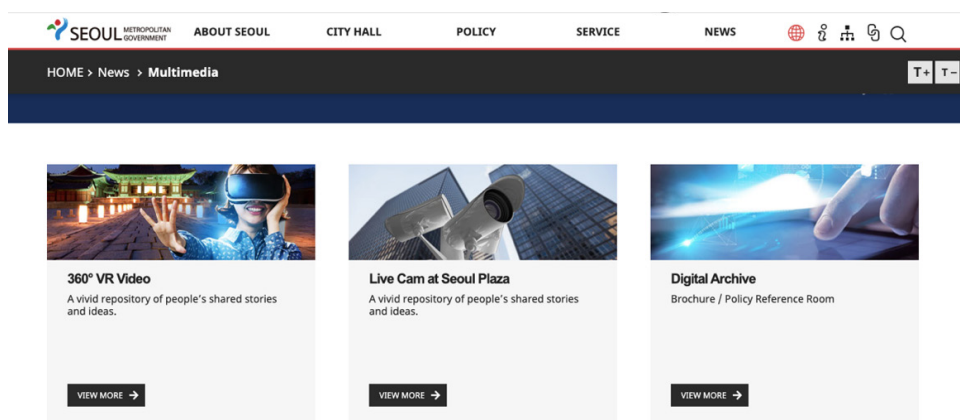 SEOUL METROPOLITAN GOVERNMENT
ABOUT SEOUL
CITY HALL
POLICY
SERVICE
NEWS
HOME > News > Multimedia
T+
T-
360° VR Video
A vivid repository of people's shared stories
and ideas.
VIEW MORE →
Live Cam at Seoul Plaza
A vivid repository of people's shared stories
and ideas.
VIEW MORE →
Digital Archive
Brochure / Policy Reference Room
VIEW MORE →